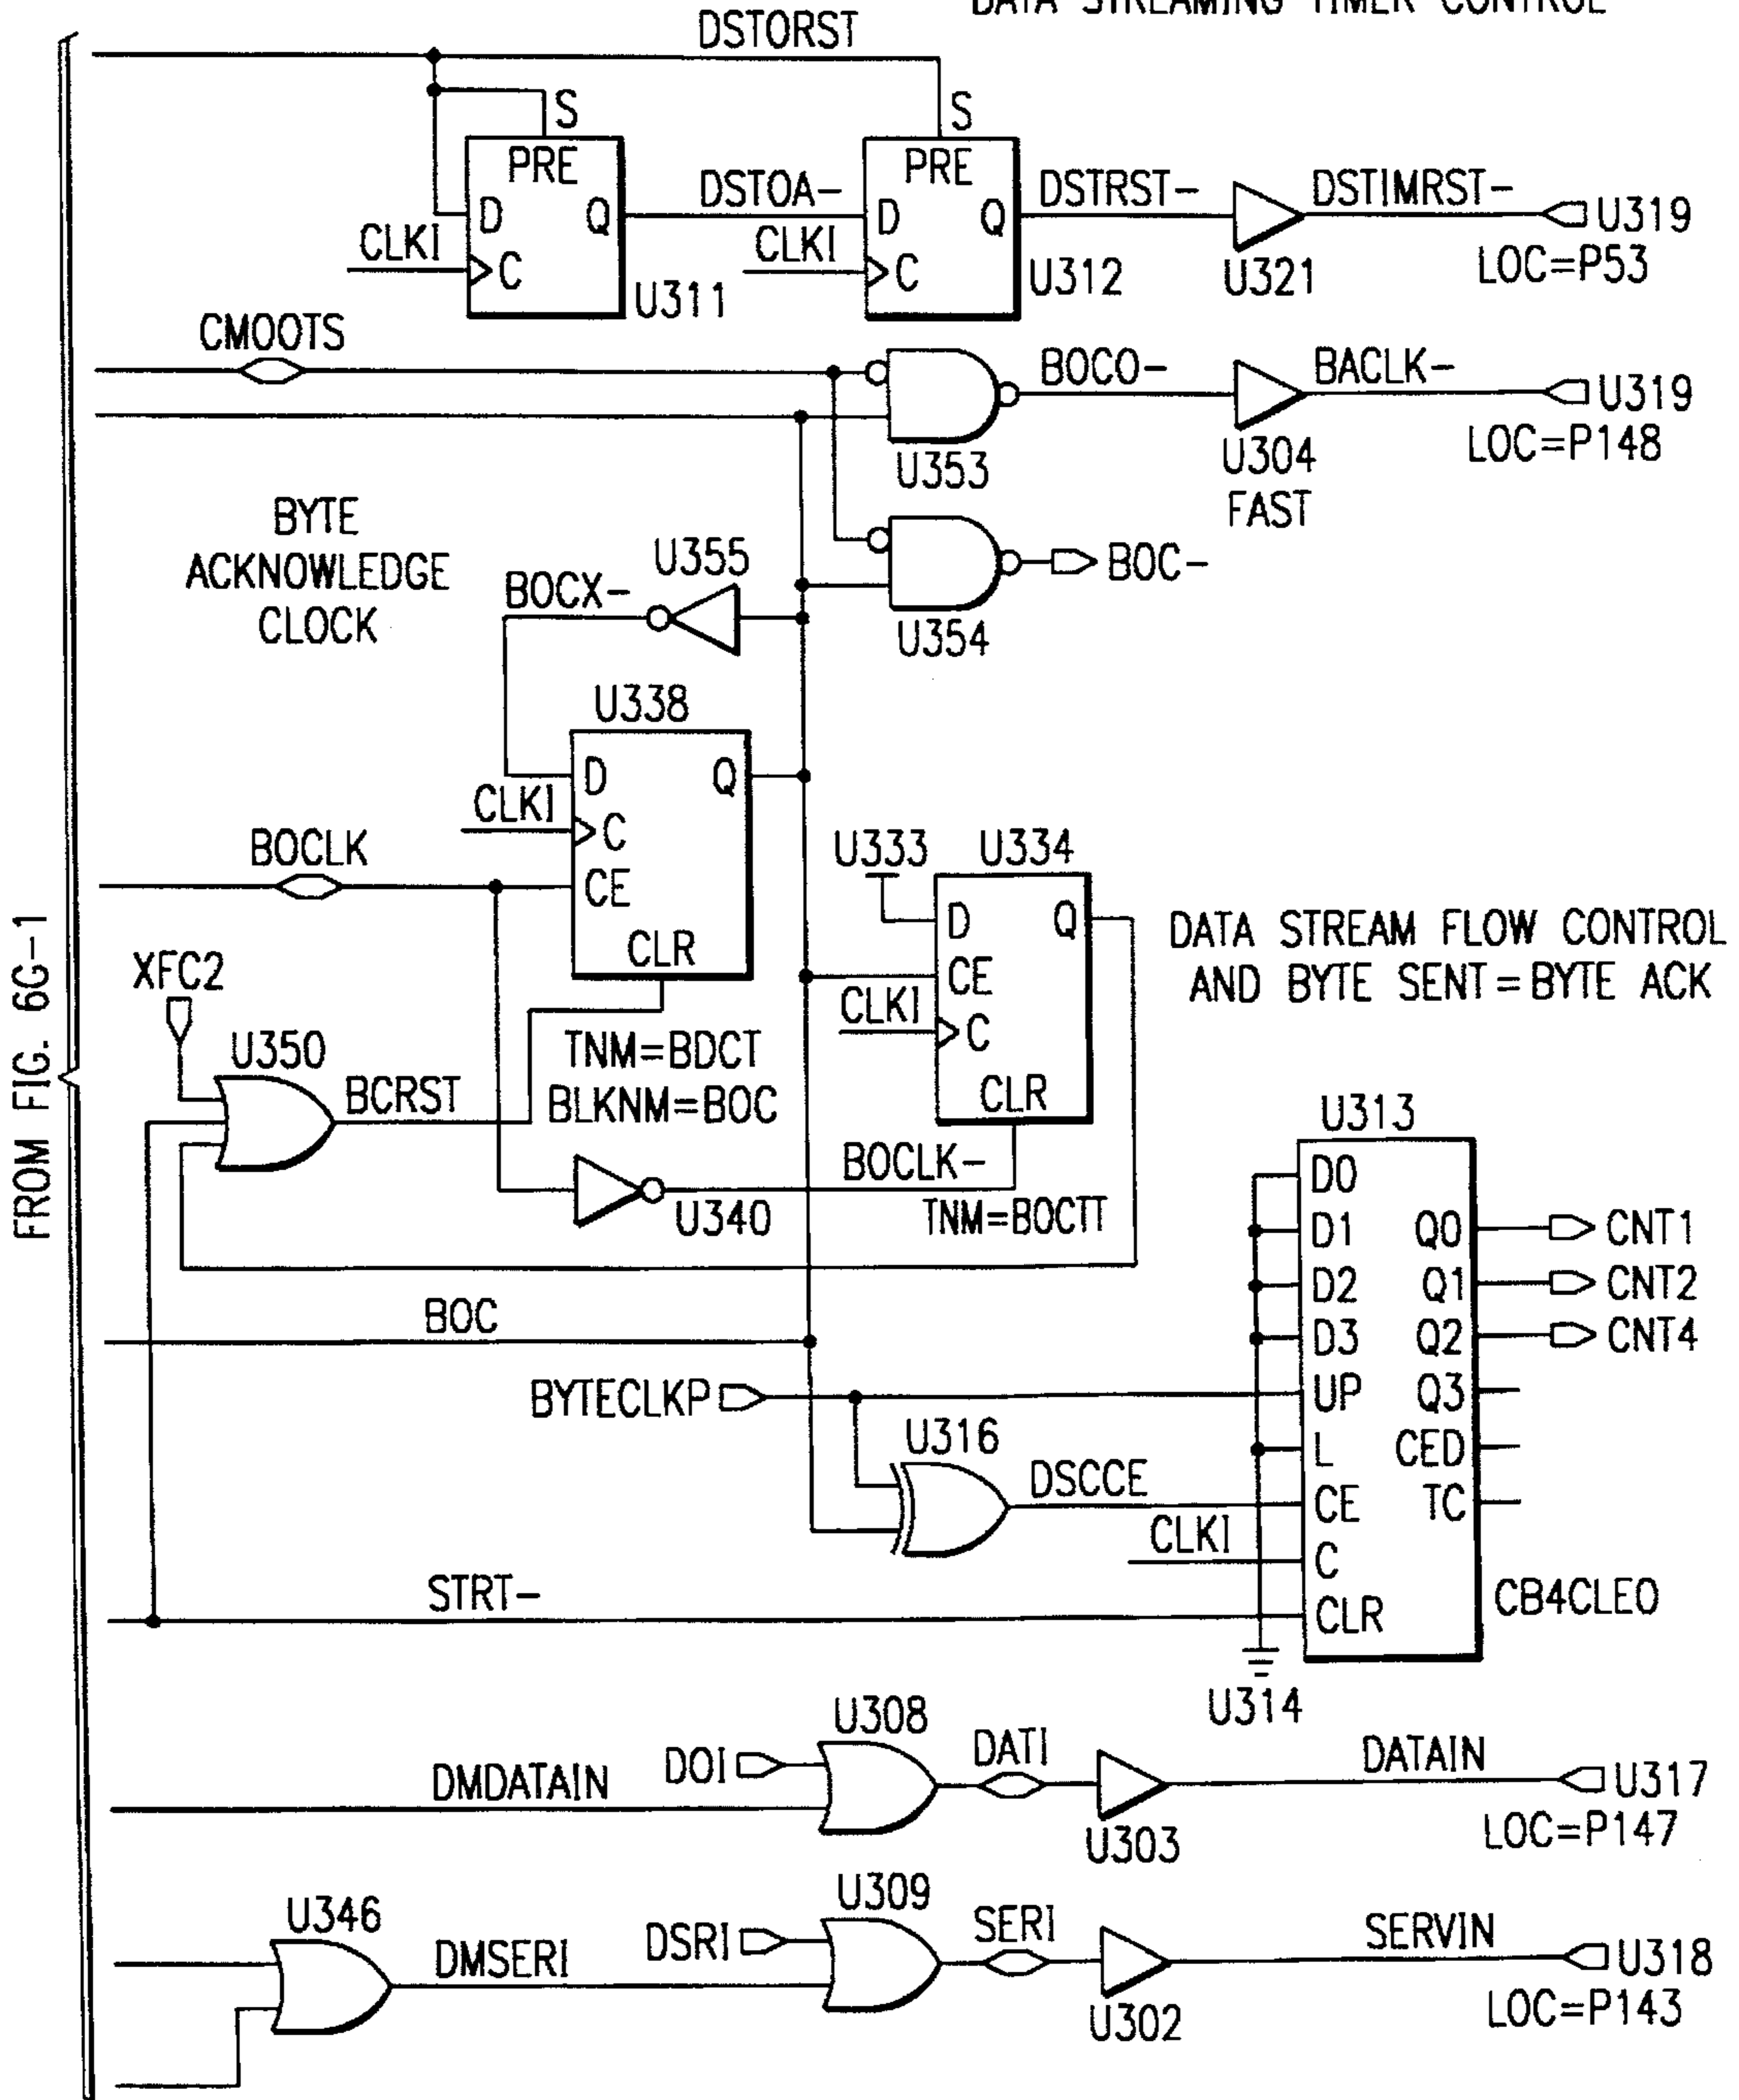 DATA STREAMING TIMER CONTROL
DSTORST
S
S
PRE
PRE
D
Q
DSTOA-
D
Q
DSTRST-
DSTIMRST-
U319
CLKI
C
U311
CLKI
C
U312
U321
LOC=P53
CMOOTS
BOCO-
BACLK-
U319
U353
U304
FAST
LOC=P148
BYTE
ACKNOWLEDGE
CLOCK
BOCX-
U355
BOC-
U354
U338
D
Q
CLKI
C
BOCLK
CE
CLR
U333
U334
D
Q
CE
CLKI
C
CLR
DATA STREAM FLOW CONTROL
AND BYTE SENT=BYTE ACK
FROM FIG. 6G-1
XFC2
U350
BCRST
TNM=BDCT
BLKNM=BOC
BOCLK-
U340
TNM=BOCTT
U313
D0
D1
Q0
CNT1
D2
Q1
CNT2
D3
Q2
CNT4
BOC
BYTECLKP
UP
Q3
U316
L
CED
DSCCE
CE
TC
CLKI
C
STRT-
CLR
CB4CLEO
U314
U308
DOI
DATI
DMDATAIN
DATAIN
U317
U303
LOC=P147
U346
U309
DSRI
SERI
DMSERI
SERVIN
U318
U302
LOC=P143